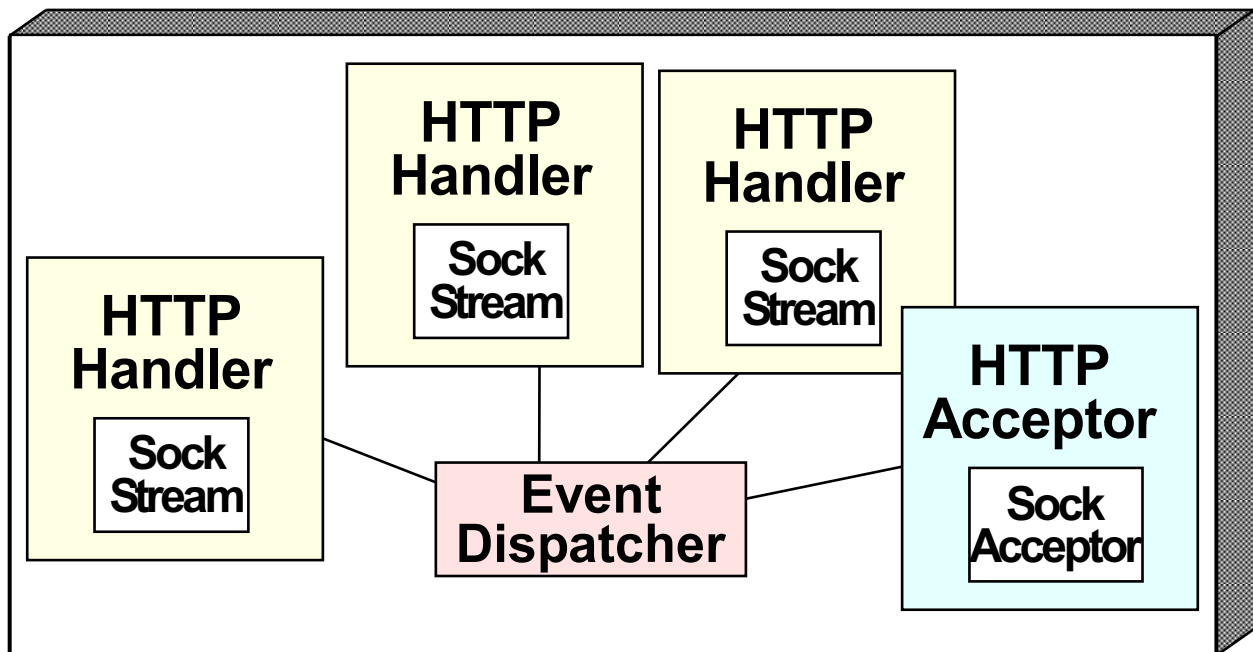 HTTP
Handler
Sock
Stream
HTTP
Handler
Sock
Stream
HTTP
Handler
Sock
Stream
HTTP
Acceptor
Sock
Acceptor
Event
Dispatcher